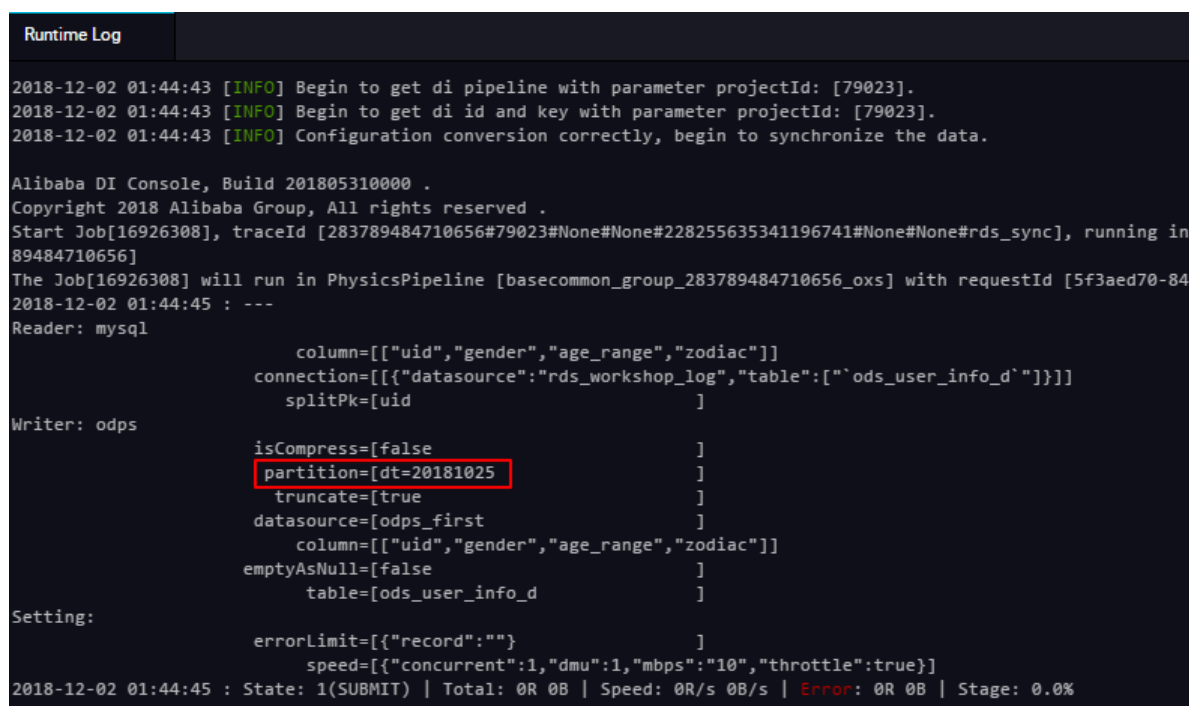 Runtime Log
2018-12-02 01:44:43 [INFO] Begin to get di pipeline with parameter projectId: [79023].
2018-12-02 01:44:43 [INFO] Begin to get di id and key with parameter projectId: [79023].
2018-12-02 01:44:43 [INFO] Configuration conversion correctly, begin to synchronize the data.
Alibaba DI Console, Build 201805310000 .
Copyright 2018 Alibaba Group, All rights reserved .
Start Job[16926308], traceId [283789484710656#79023#None#None#228255635341196741#None#None#rds_sync], running in
89484710656]
The Job[16926308] will run in PhysicsPipeline [basecommon_group_283789484710656_oxs] with requestId [5f3aed70-84
2018-12-02 01:44:45 : ---
Reader: mysql
column=[["uid","gender","age_range","zodiac"]]
connection=[[{"datasource":"rds_workshop_log","table":["`ods_user_info_d`"]}]]
splitPk=[uid ]
Writer: odps
isCompress=[false ]
partition=[dt=20181025 ]
truncate=[true ]
datasource=[odps_first ]
column=[["uid","gender","age_range","zodiac"]]
emptyAsNull=[false ]
table=[ods_user_info_d ]
Setting:
errorLimit=[{"record":""} ]
speed=[{"concurrent":1,"dmu":1,"mbps":"10","throttle":true}]
2018-12-02 01:44:45 : State: 1(SUBMIT) | Total: 0R 0B | Speed: 0R/s 0B/s | Error: 0R 0B | Stage: 0.0%